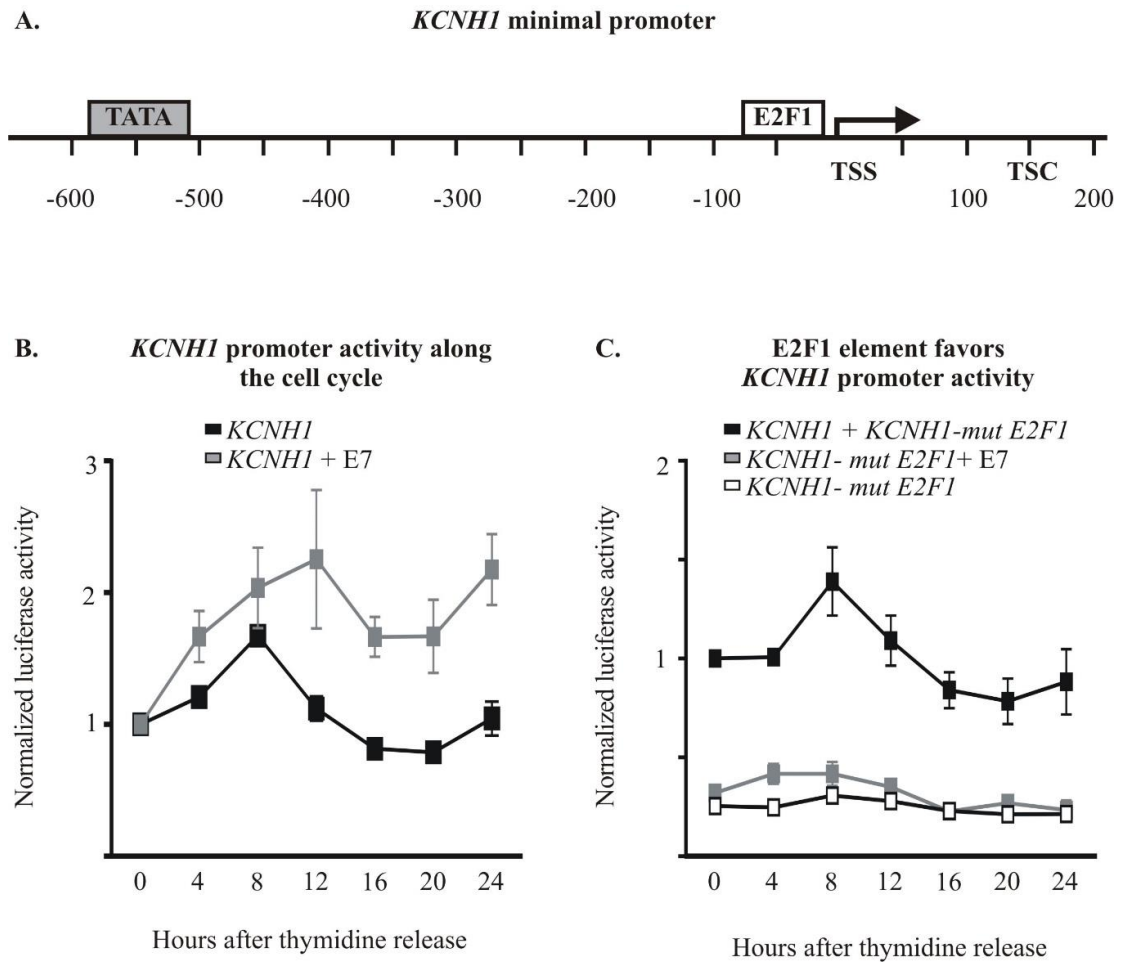 A.
KCNH1 minimal promoter
TATA
E2F1
TSS
TSC
-600
-500
-400
-300
-200
-100
100
200
B.
KCNH1 promoter activity along
the cell cycle
KCNH1
KCNH1 + E7
3
2
1
Normalized luciferase activity
0 4 8 12 16 20 24
Hours after thymidine release
C.
E2F1 element favors
KCNH1 promoter activity
KCNH1 + KCNH1-mut E2F1
KCNH1- mut E2F1+ E7
KCNH1- mut E2F1
2
1
Normalized luciferase activity
0 4 8 12 16 20 24
Hours after thymidine release